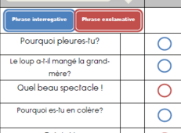 Phrase interrogative Phrase exclamative
Pourquoi pleures-tu?
Le loup a-t-il mangé la grand-
mère?
Quel beau spectacle !
Pourquoi es-tu en colère?